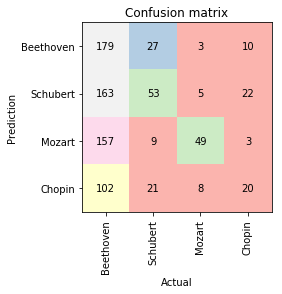 Confusion matrix
Prediction
Beethoven 179 27 3 10
Schubert 163 53 5 22
Mozart 157 9 49 3
Chopin 102 21 8 20
Beethoven Schubert Mozart Chopin
Actual